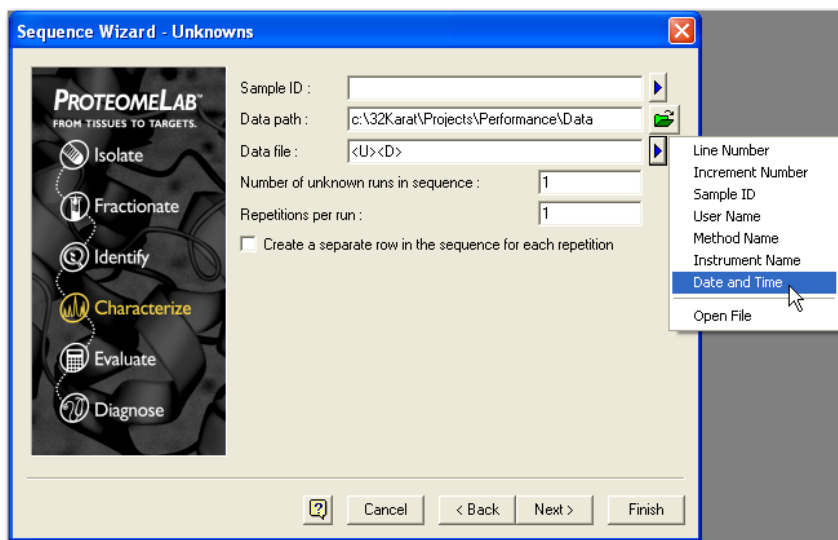 Sequence Wizard - Unknowns
PROTEOMELAB™
FROM TISSUES TO TARGETS.
Isolate
Fractionate
Identify
Characterize
Evaluate
Diagnose
Sample ID :
Data path : c:\32Karat\Projects\Performance\Data
Data file : <U><D>
Number of unknown runs in sequence : 1
Repetitions per run : 1
Create a separate row in the sequence for each repetition
Line Number
Increment Number
Sample ID
User Name
Method Name
Instrument Name
Date and Time
Open File
? Cancel < Back Next > Finish